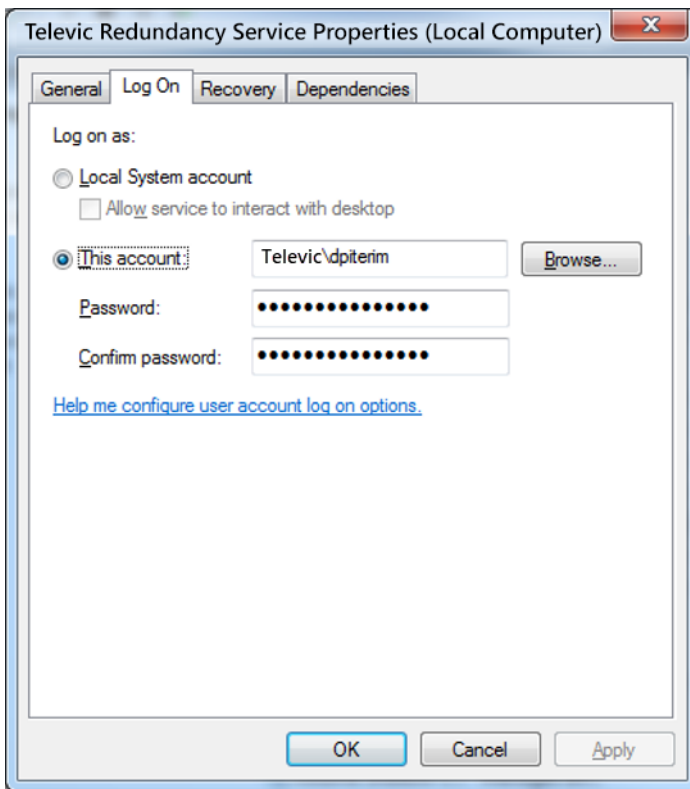 Televic Redundancy Service Properties (Local Computer)
General Log On Recovery Dependencies
Log on as:
Local System account
Allow service to interact with desktop
This account: Televic\dpiterim Browse...
Password: •••••••••••••••
Confirm password: •••••••••••••••
Help me configure user account log on options.
OK Cancel Apply